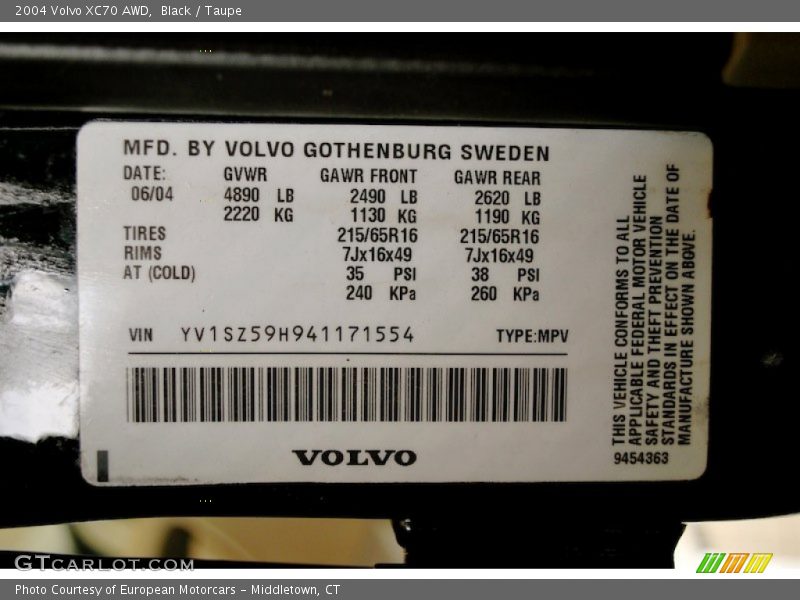 2004 Volvo XC70 AWD, Black / Taupe
MFD. BY VOLVO GOTHENBURG SWEDEN
DATE: GVWR GAWR FRONT GAWR REAR
06/04 4890 LB 2490 LB 2620 LB
2220 KG 1130 KG 1190 KG
TIRES 215/65R16 215/65R16
RIMS 7Jx16x49 7Jx16x49
AT (COLD) 35 PSI 38 PSI
240 KPa 260 KPa
VIN YV1SZ59H941171554 TYPE:MPV
VOLVO
THIS VEHICLE CONFORMS TO ALL
APPLICABLE FEDERAL MOTOR VEHICLE
SAFETY AND THEFT PREVENTION
STANDARDS IN EFFECT ON THE DATE OF
MANUFACTURE SHOWN ABOVE.
9454363
GTCARLOT.COM
Photo Courtesy of European Motorcars - Middletown, CT